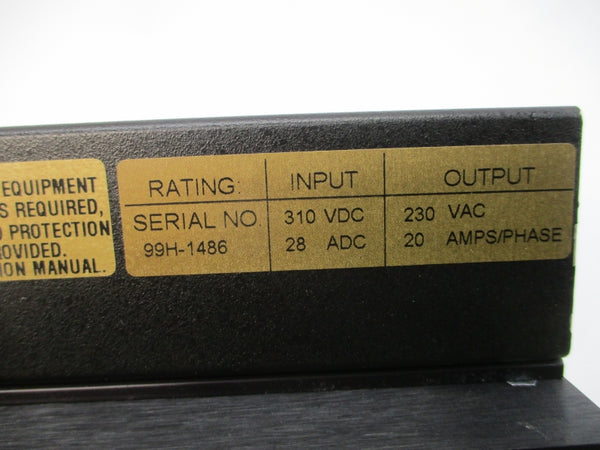 EQUIPMENT
S REQUIRED,
PROTECTION
OVIDED.
ION MANUAL.
RATING: INPUT OUTPUT
SERIAL NO. 310 VDC 230 VAC
99H-1486 28 ADC 20 AMPS/PHASE